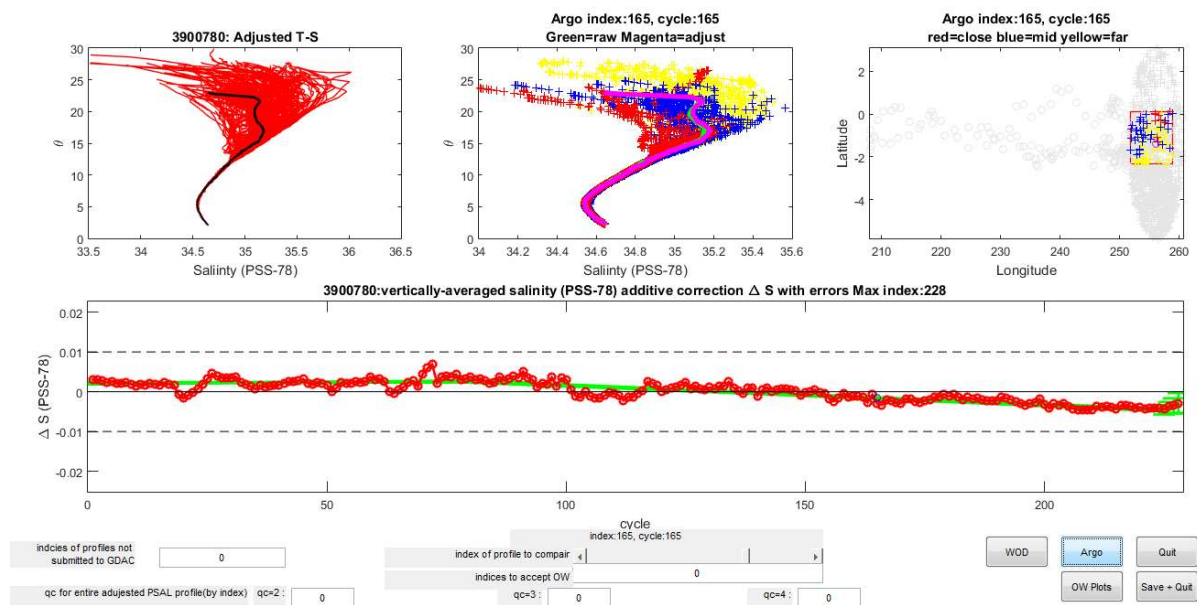 3900780: Adjusted T-S
30
25
20
15
10
5
0
θ
33.5 34 34.5 35 35.5 36 36.5
Saliinty (PSS-78)
Argo index:165, cycle:165
Green=raw Magenta=adjust
30
25
20
15
10
5
0
θ
34 34.2 34.4 34.6 34.8 35 35.2 35.4 35.6
Saliinty (PSS-78)
Argo index:165, cycle:165
red=close blue=mid yellow=far
2
0
-2
-4
Latitude
210 220 230 240 250 260
Longitude
3900780:vertically-averaged salinity (PSS-78) additive correction Δ S with errors Max index:228
0.02
0.01
0
-0.01
-0.02
Δ S (PSS-78)
0 50 100 150 200
cycle
index:165, cycle:165
indcies of profiles not
submitted to GDAC
0
index of profile to compair
indices to accept OW
0
qc for entire adjuested PSAL profile(by index) qc=2 : 0
qc=3 : 0
qc=4 : 0
WOD
Argo
Quit
OW Plots
Save + Quit